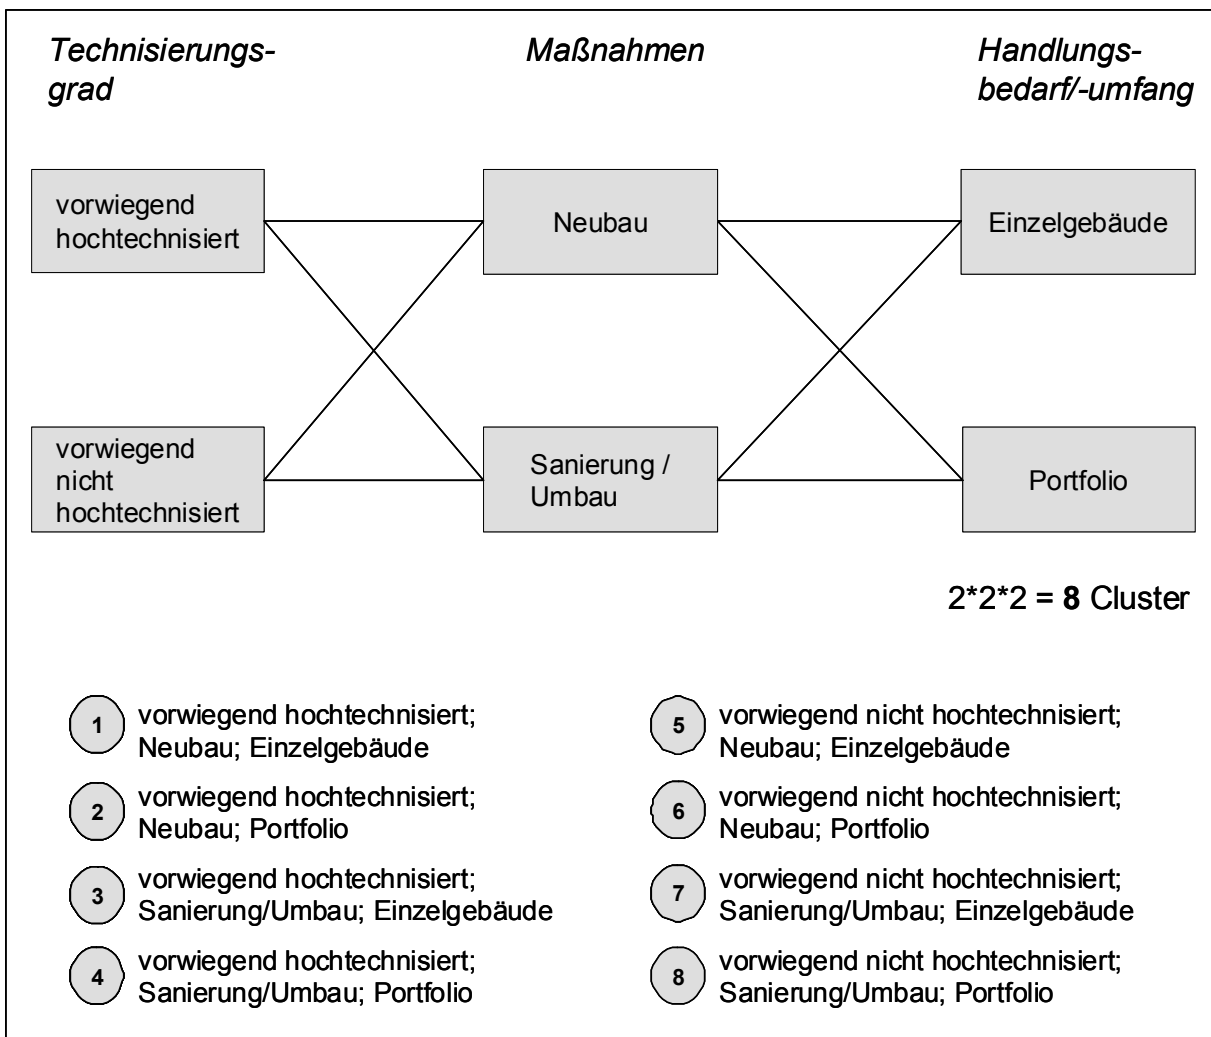 Technisierungs-
grad
Maßnahmen
Handlungs-
bedarf/-umfang
vorwiegend
hochtechnisiert
Neubau
Einzelgebäude
vorwiegend
nicht
hochtechnisiert
Sanierung /
Umbau
Portfolio
2*2*2 = 8 Cluster
1
vorwiegend hochtechnisiert;
Neubau; Einzelgebäude
2
vorwiegend hochtechnisiert;
Neubau; Portfolio
3
vorwiegend hochtechnisiert;
Sanierung/Umbau; Einzelgebäude
4
vorwiegend hochtechnisiert;
Sanierung/Umbau; Portfolio
5
vorwiegend nicht hochtechnisiert;
Neubau; Einzelgebäude
6
vorwiegend nicht hochtechnisiert;
Neubau; Portfolio
7
vorwiegend nicht hochtechnisiert;
Sanierung/Umbau; Einzelgebäude
8
vorwiegend nicht hochtechnisiert;
Sanierung/Umbau; Portfolio